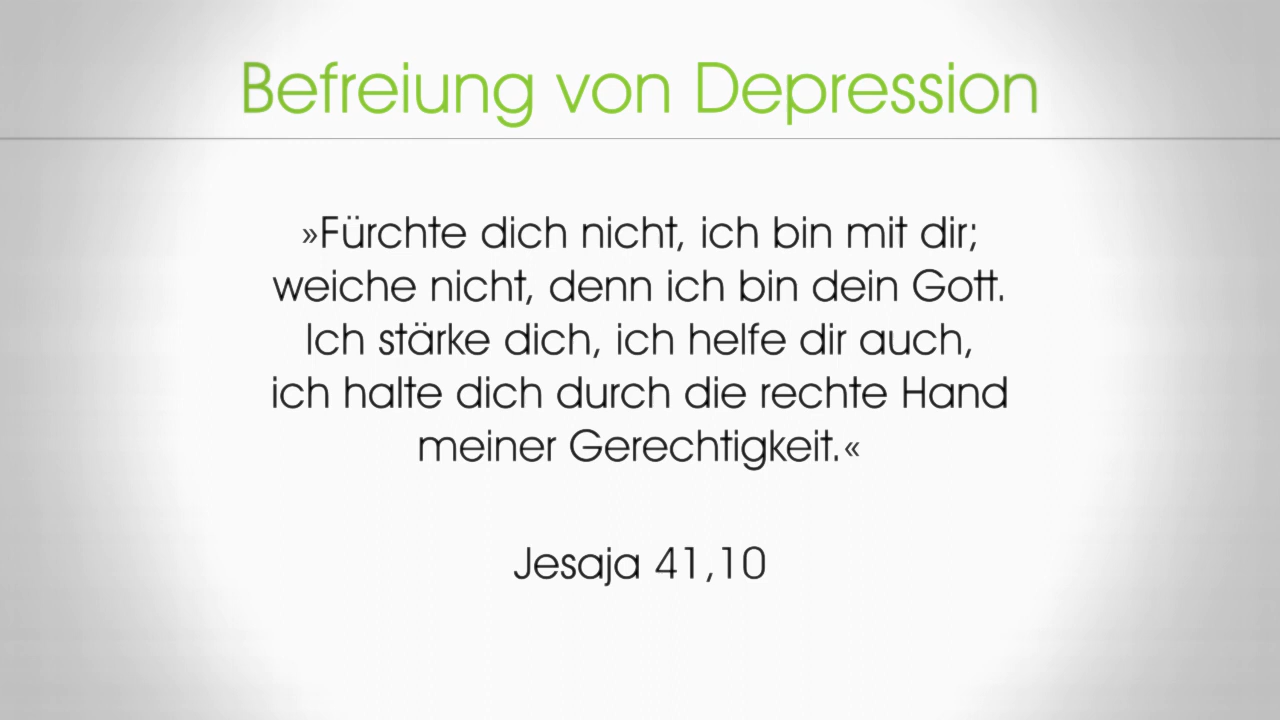 Befreiung von Depression
»Fürchte dich nicht, ich bin mit dir;
weiche nicht, denn ich bin dein Gott.
Ich stärke dich, ich helfe dir auch,
ich halte dich durch die rechte Hand
meiner Gerechtigkeit.«
Jesaja 41,10